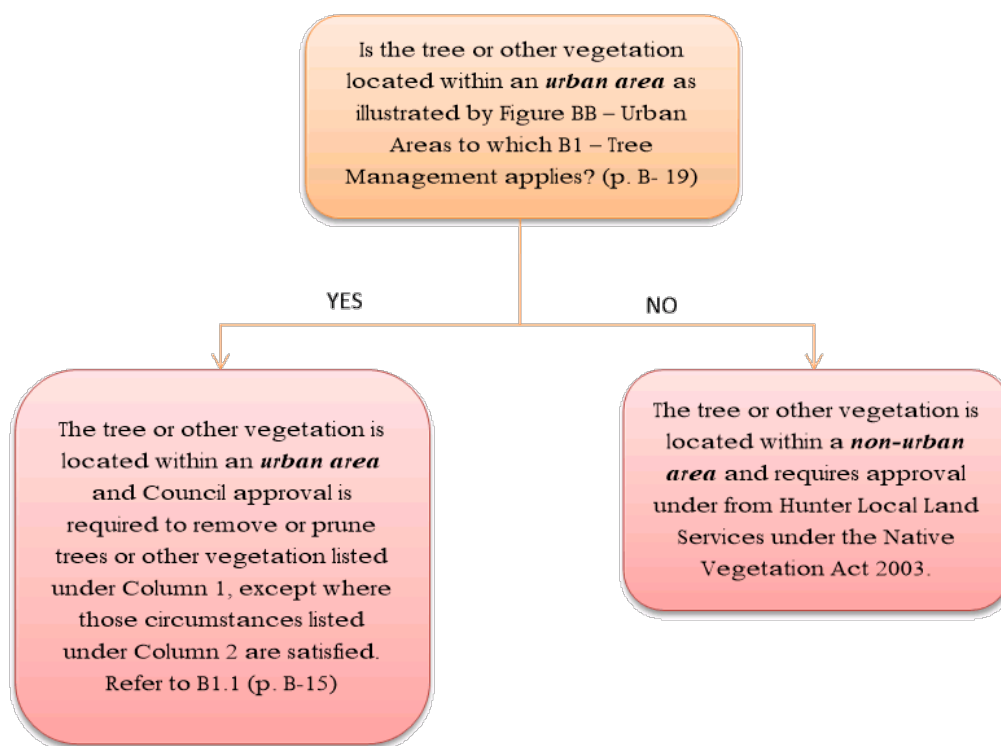 Is the tree or other vegetation
located within an urban area as
illustrated by Figure BB – Urban
Areas to which B1 – Tree
Management applies? (p. B- 19)
YES
NO
The tree or other vegetation is
located within an urban area
and Council approval is
required to remove or prune
trees or other vegetation listed
under Column 1, except where
those circumstances listed
under Column 2 are satisfied.
Refer to B1.1 (p. B-15)
The tree or other vegetation is
located within a non-urban
area and requires approval
under from Hunter Local Land
Services under the Native
Vegetation Act 2003.